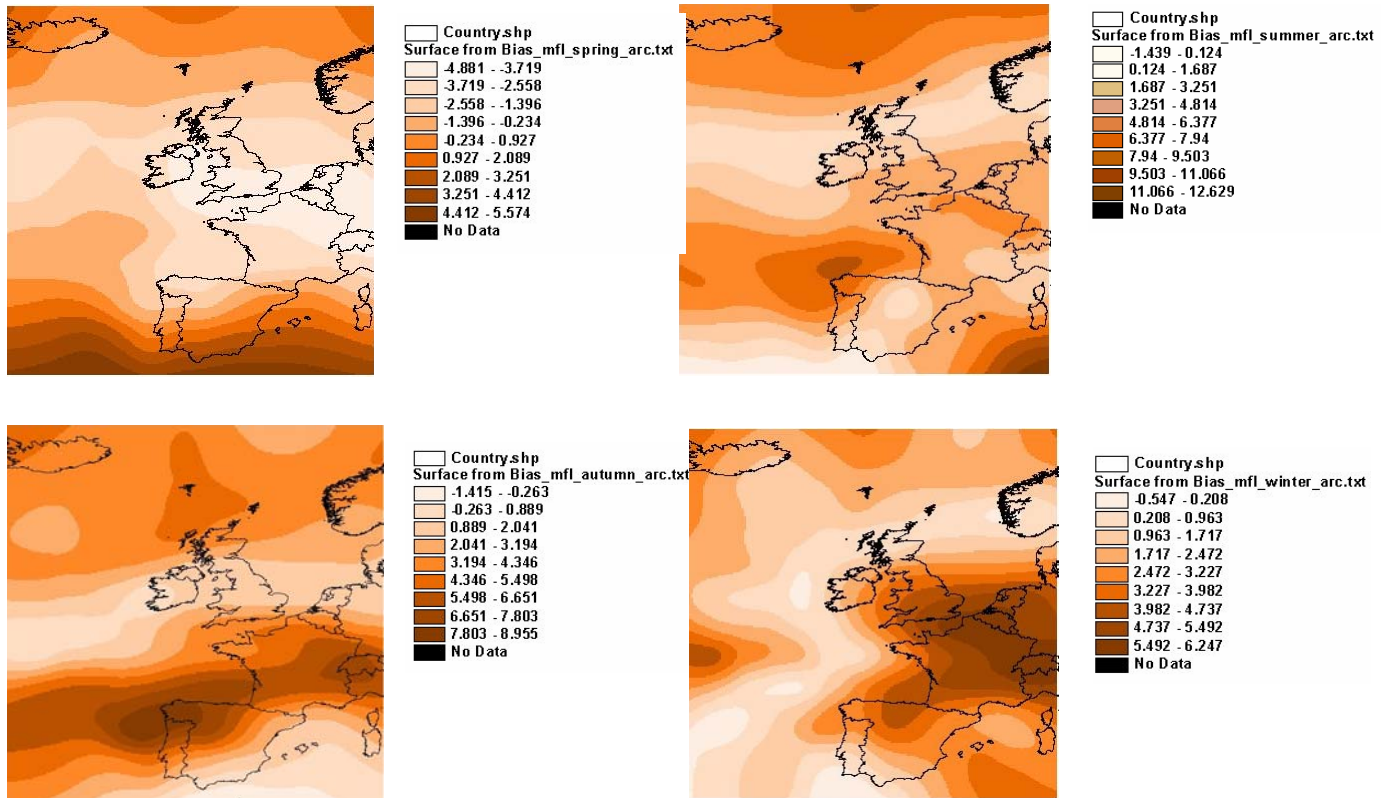 Country.shp
Surface from Bias_mfl_spring_arc.txt
-4.881 - -3.719
-3.719 - -2.558
-2.558 - -1.396
-1.396 - -0.234
-0.234 - 0.927
0.927 - 2.089
2.089 - 3.251
3.251 - 4.412
4.412 - 5.574
No Data
Country.shp
Surface from Bias_mfl_summer_arc.txt
-1.439 - 0.124
0.124 - 1.687
1.687 - 3.251
3.251 - 4.814
4.814 - 6.377
6.377 - 7.94
7.94 - 9.503
9.503 - 11.066
11.066 - 12.629
No Data
Country.shp
Surface from Bias_mfl_autumn_arc.txt
-1.415 - -0.263
-0.263 - 0.889
0.889 - 2.041
2.041 - 3.194
3.194 - 4.346
4.346 - 5.498
5.498 - 6.651
6.651 - 7.803
7.803 - 8.955
No Data
Country.shp
Surface from Bias_mfl_winter_arc.txt
-0.547 - 0.208
0.208 - 0.963
0.963 - 1.717
1.717 - 2.472
2.472 - 3.227
3.227 - 3.982
3.982 - 4.737
4.737 - 5.492
5.492 - 6.247
No Data